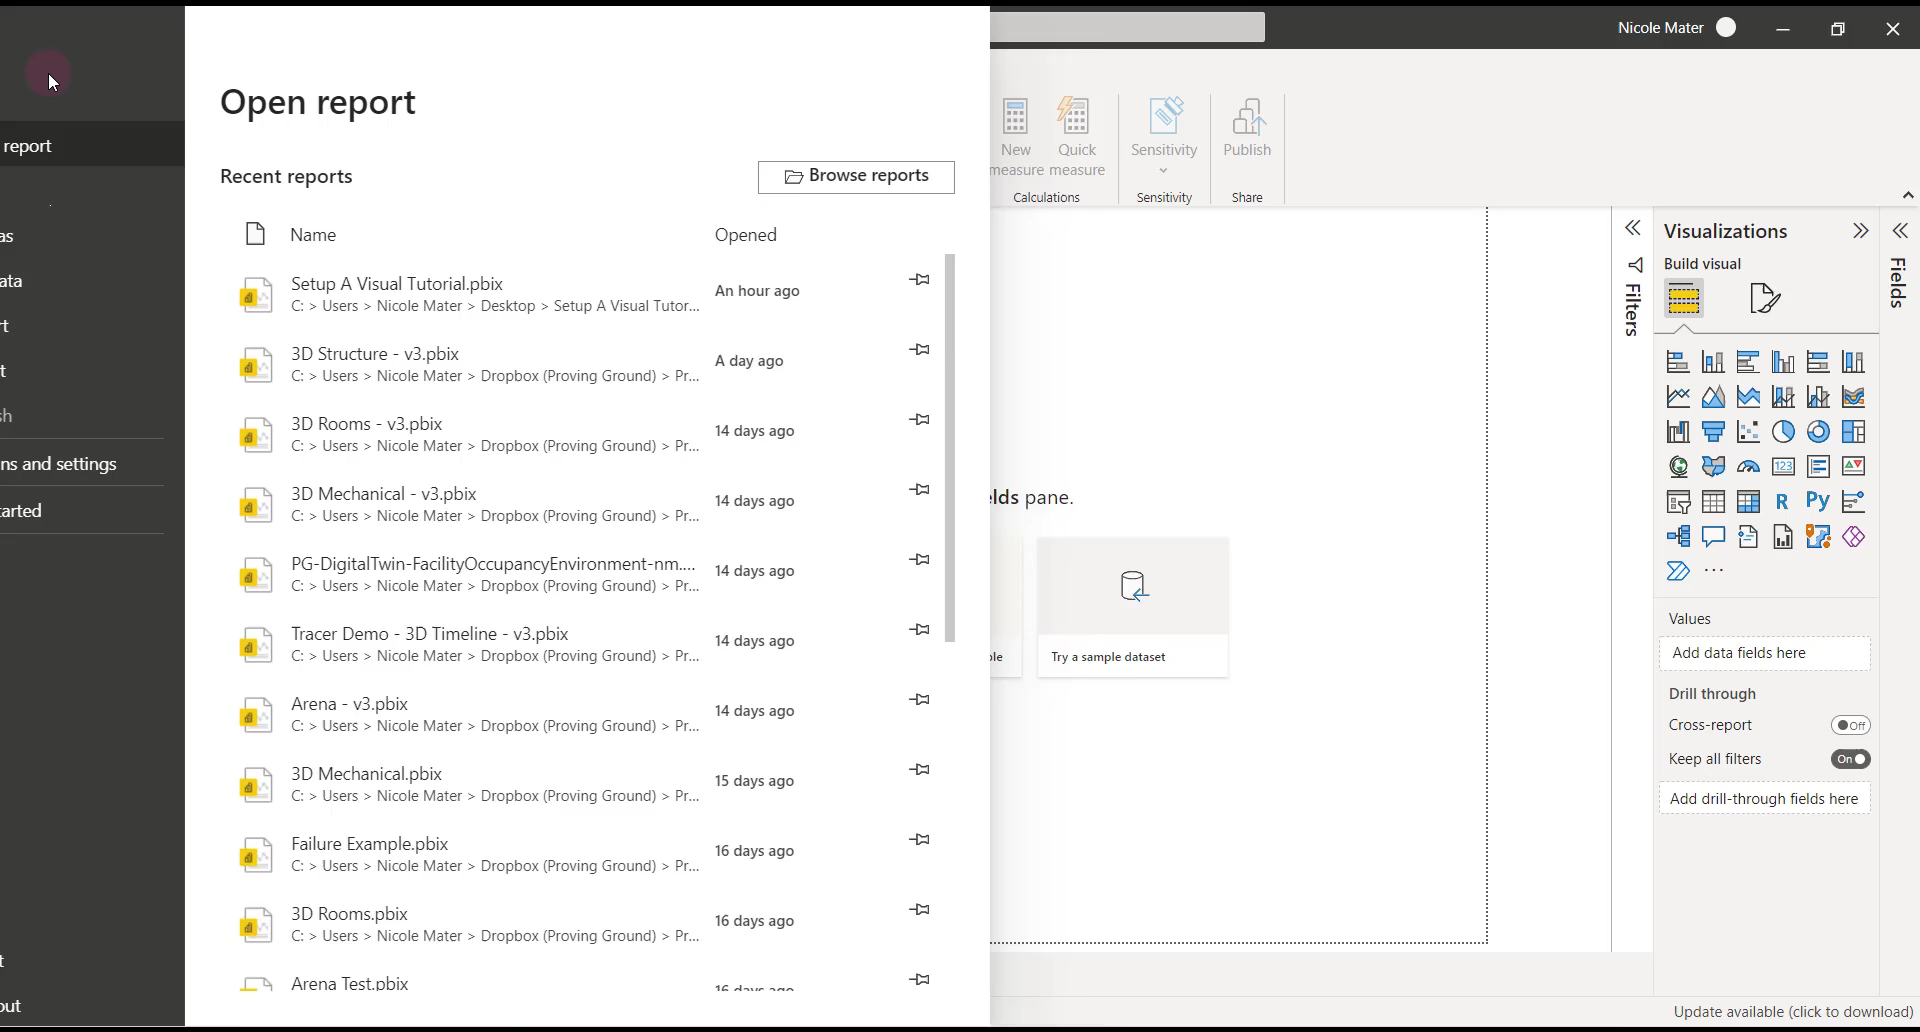 Nicole Mater
report
as
ata
rt
t
sh
ns and settings
tarted
t
out
Open report
Recent reports
Browse reports
Name
Opened
Setup A Visual Tutorial.pbix
C: > Users > Nicole Mater > Desktop > Setup A Visual Tutor...
An hour ago
3D Structure - v3.pbix
C: > Users > Nicole Mater > Dropbox (Proving Ground) > Pr...
A day ago
3D Rooms - v3.pbix
C: > Users > Nicole Mater > Dropbox (Proving Ground) > Pr...
14 days ago
3D Mechanical - v3.pbix
C: > Users > Nicole Mater > Dropbox (Proving Ground) > Pr...
14 days ago
PG-DigitalTwin-FacilityOccupancyEnvironment-nm....
C: > Users > Nicole Mater > Dropbox (Proving Ground) > Pr...
14 days ago
Tracer Demo - 3D Timeline - v3.pbix
C: > Users > Nicole Mater > Dropbox (Proving Ground) > Pr...
14 days ago
Arena - v3.pbix
C: > Users > Nicole Mater > Dropbox (Proving Ground) > Pr...
14 days ago
3D Mechanical.pbix
C: > Users > Nicole Mater > Dropbox (Proving Ground) > Pr...
15 days ago
Failure Example.pbix
C: > Users > Nicole Mater > Dropbox (Proving Ground) > Pr...
16 days ago
3D Rooms.pbix
C: > Users > Nicole Mater > Dropbox (Proving Ground) > Pr...
16 days ago
Arena Test.pbix
16 days ago
New
measure
Quick
measure
Calculations
Sensitivity
Sensitivity
Publish
Share
elds pane.
ple
Try a sample dataset
Filters
Visualizations
Build visual
123
R
Py
Values
Add data fields here
Drill through
Cross-report
Off
Keep all filters
On
Add drill-through fields here
Fields
Update available (click to download)